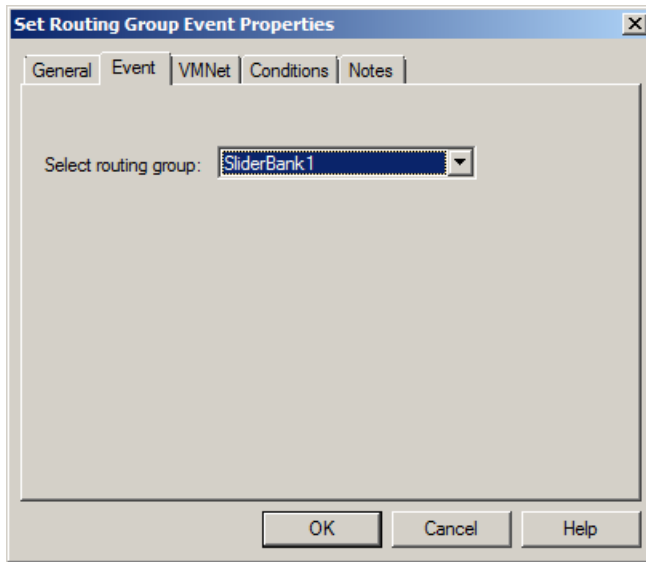 Set Routing Group Event Properties
General Event VMNet Conditions Notes
Select routing group: SliderBank1
OK Cancel Help